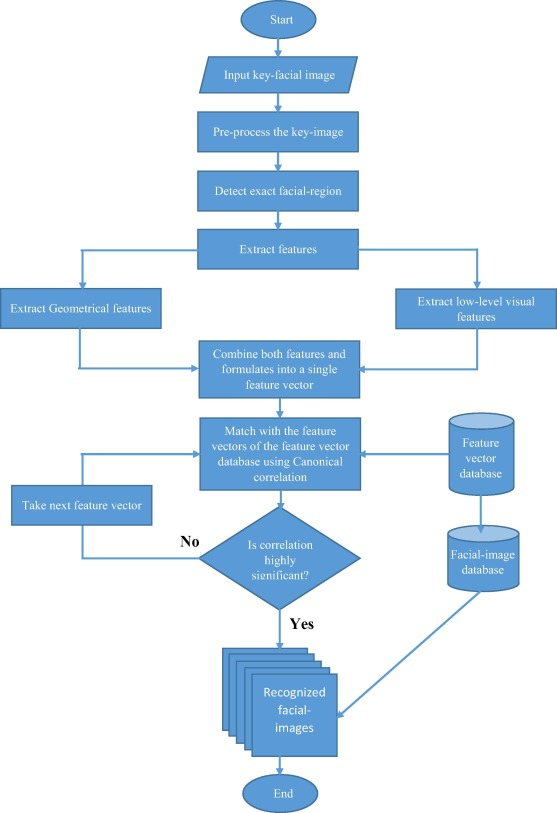 Start
Input key-facial image
Pre-process the key-image
Detect exact facial-region
Extract features
Extract Geometrical features
Extract low-level visual
features
Combine both features and
formulates into a single
feature vector
Match with the feature
vectors of the feature vector
database using Canonical
correlation
Feature
vector
database
Take next feature vector
No
Is correlation
highly
significant?
Facial-image
database
Yes
Recognized
facial-
images
End